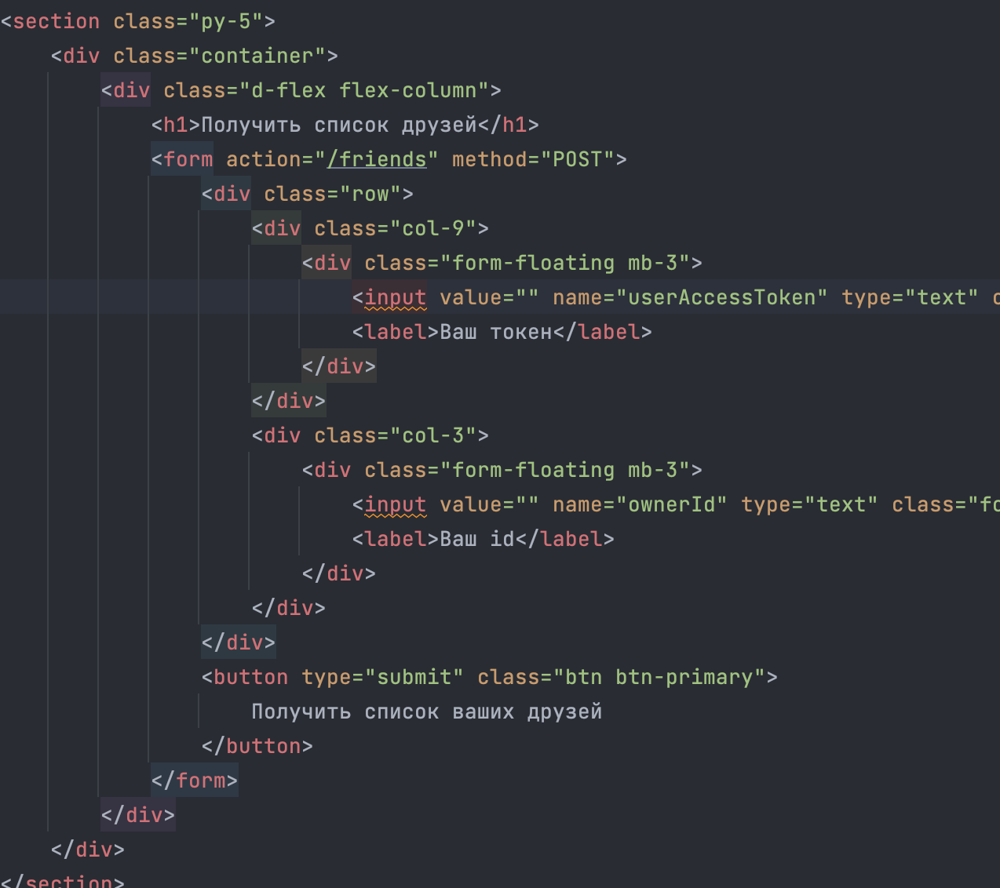 <section class="py-5">
<div class="container">
<div class="d-flex flex-column">
<h1>Получить список друзей</h1>
<form action="/friends" method="POST">
<div class="row">
<div class="col-9">
<div class="form-floating mb-3">
<input value="" name="userAccessToken" type="text" c
<label>Ваш токен</label>
</div>
</div>
<div class="col-3">
<div class="form-floating mb-3">
<input value="" name="ownerId" type="text" class="fo
<label>Ваш id</label>
</div>
</div>
</div>
<button type="submit" class="btn btn-primary">
Получить список ваших друзей
</button>
</form>
</div>
</div>
</section>